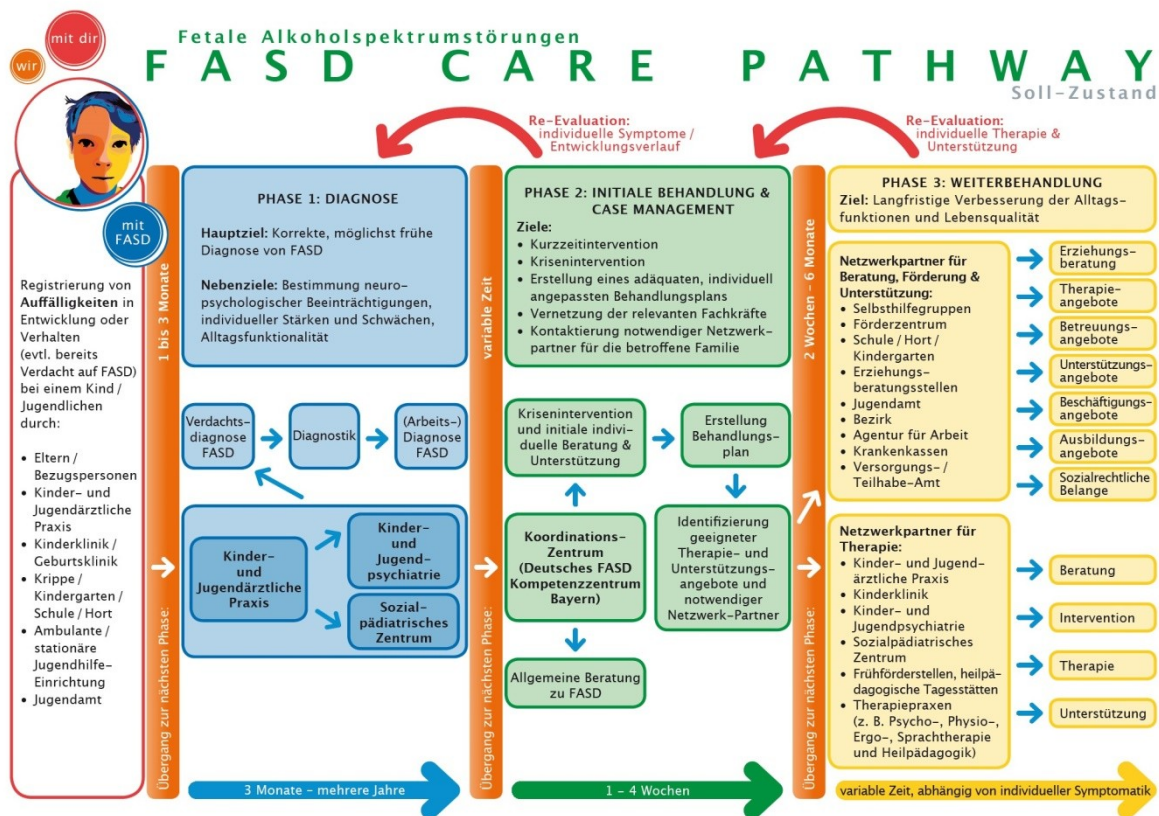 mit dir
wir
Fetale Alkoholspektrumstörungen
FASD CARE PATHWAY
Soll-Zustand
mit
FASD
Registrierung von
Auffälligkeiten in
Entwicklung oder
Verhalten
(evtl. bereits
Verdacht auf FASD)
bei einem Kind /
Jugendlichen
durch:
• Eltern /
Bezugspersonen
• Kinder- und
Jugendärztliche
Praxis
• Kinderklinik /
Geburtsklinik
• Krippe /
Kindergarten /
Schule / Hort
• Ambulante /
stationäre
Jugendhilfe-
Einrichtung
• Jugendamt
Übergang zur nächsten Phase: 1 bis 3 Monate
PHASE 1: DIAGNOSE
Hauptziel: Korrekte, möglichst frühe
Diagnose von FASD
Nebenziele: Bestimmung neuro-
psychologischer Beeinträchtigungen,
individueller Stärken und Schwächen,
Alltagsfunktionalität
Verdachts-
diagnose
FASD
Diagnostik
(Arbeits-)
Diagnose
FASD
Kinder-
und
Jugendärztliche
Praxis
Kinder-
und
Jugend-
psychiatrie
Sozial-
pädiatrisches
Zentrum
3 Monate – mehrere Jahre
Re-Evaluation:
individuelle Symptome /
Entwicklungsverlauf
Übergang zur nächsten Phase: variable Zeit
PHASE 2: INITIALE BEHANDLUNG &
CASE MANAGEMENT
Ziele:
• Kurzzeitintervention
• Krisenintervention
• Erstellung eines adäquaten, individuell
angepassten Behandlungsplans
• Vernetzung der relevanten Fachkräfte
• Kontaktierung notwendiger Netzwerk-
partner für die betroffene Familie
Krisenintervention
und initiale indivi-
duelle Beratung &
Unterstützung
Erstellung
Behandlungs-
plan
Koordinations-
Zentrum
(Deutsches FASD
Kompetenzzentrum
Bayern)
Identifizierung
geeigneter
Therapie- und
Unterstützungs-
angebote und
notwendiger
Netzwerk-Partner
Allgemeine Beratung
zu FASD
1 – 4 Wochen
Re-Evaluation:
individuelle Therapie &
Unterstützung
Übergang zur nächsten Phase: 2 Wochen – 6 Monate
PHASE 3: WEITERBEHANDLUNG
Ziel: Langfristige Verbesserung der Alltags-
funktionen und Lebensqualität
Netzwerkpartner für
Beratung, Förderung &
Unterstützung:
• Selbsthilfegruppen
• Förderzentrum
• Schule / Hort /
Kindergarten
• Erziehungs-
beratungsstellen
• Jugendamt
• Bezirk
• Agentur für Arbeit
• Krankenkassen
• Versorgungs- /
Teilhabe-Amt
Erziehungs-
beratung
Therapie-
angebote
Betreuungs-
angebote
Unterstützungs-
angebote
Beschäftigungs-
angebote
Ausbildungs-
angebote
Sozialrechtliche
Belange
Netzwerkpartner für
Therapie:
• Kinder- und Jugend-
ärztliche Praxis
• Kinderklinik
• Kinder- und
Jugendpsychiatrie
• Sozialpädiatrisches
Zentrum
• Frühförderstellen, heilpä-
dagogische Tagesstätten
• Therapiepraxen
(z. B. Psycho-, Physio-,
Ergo-, Sprachtherapie
und Heilpädagogik)
Beratung
Intervention
Therapie
Unterstützung
variable Zeit, abhängig von individueller Symptomatik